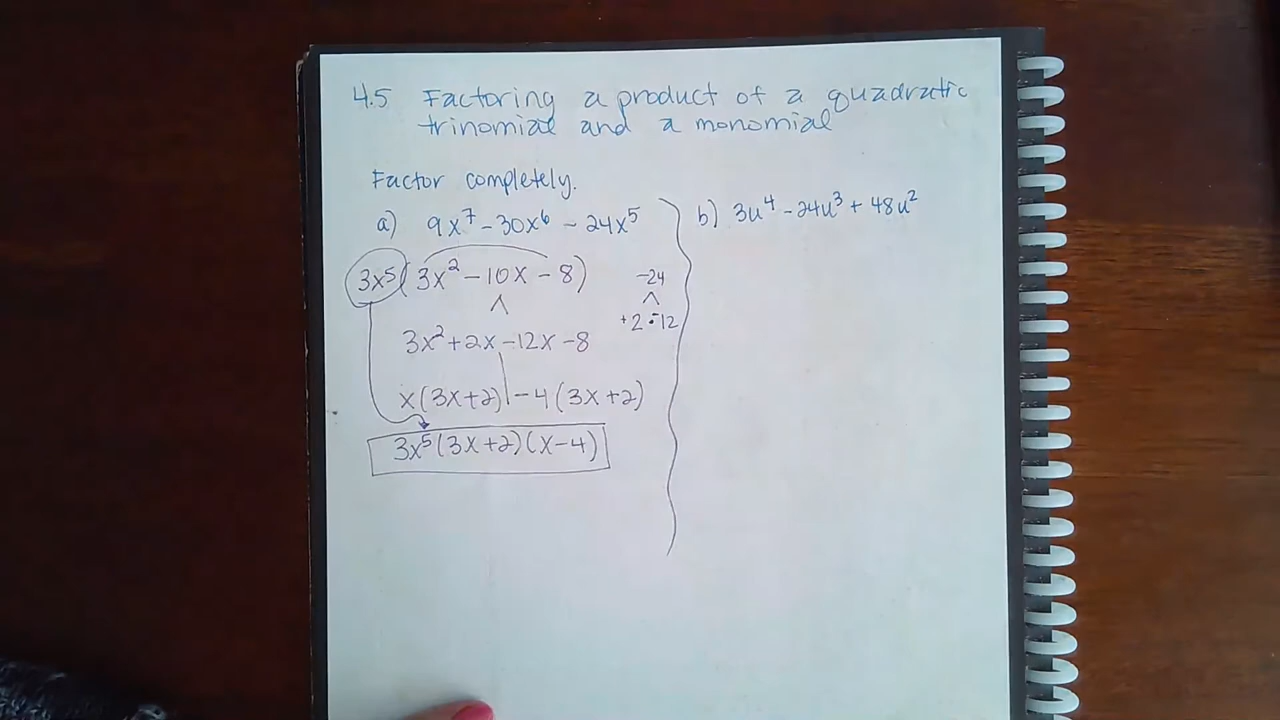 4.5 Factoring a product of a quadratic
trinomial and a monomial
Factor completely.
a) 9x⁷ - 30x⁶ - 24x⁵
3x⁵(3x² - 10x - 8)
-24
+2 · -12
3x² + 2x - 12x - 8
x(3x+2) - 4(3x+2)
3x⁵(3x+2)(x-4)
b) 3u⁴ - 24u³ + 48u²